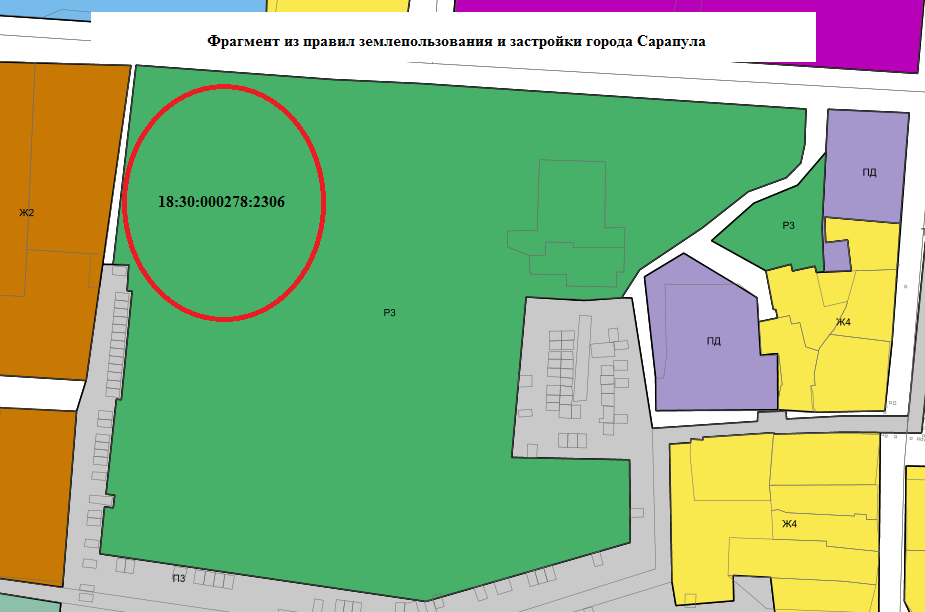 Фрагмент из правил землепользования и застройки города Сарапула
ПД
18:30:000278:2306
Ж2
Р3
Р3
Ж4
ПД
Ж4
П3